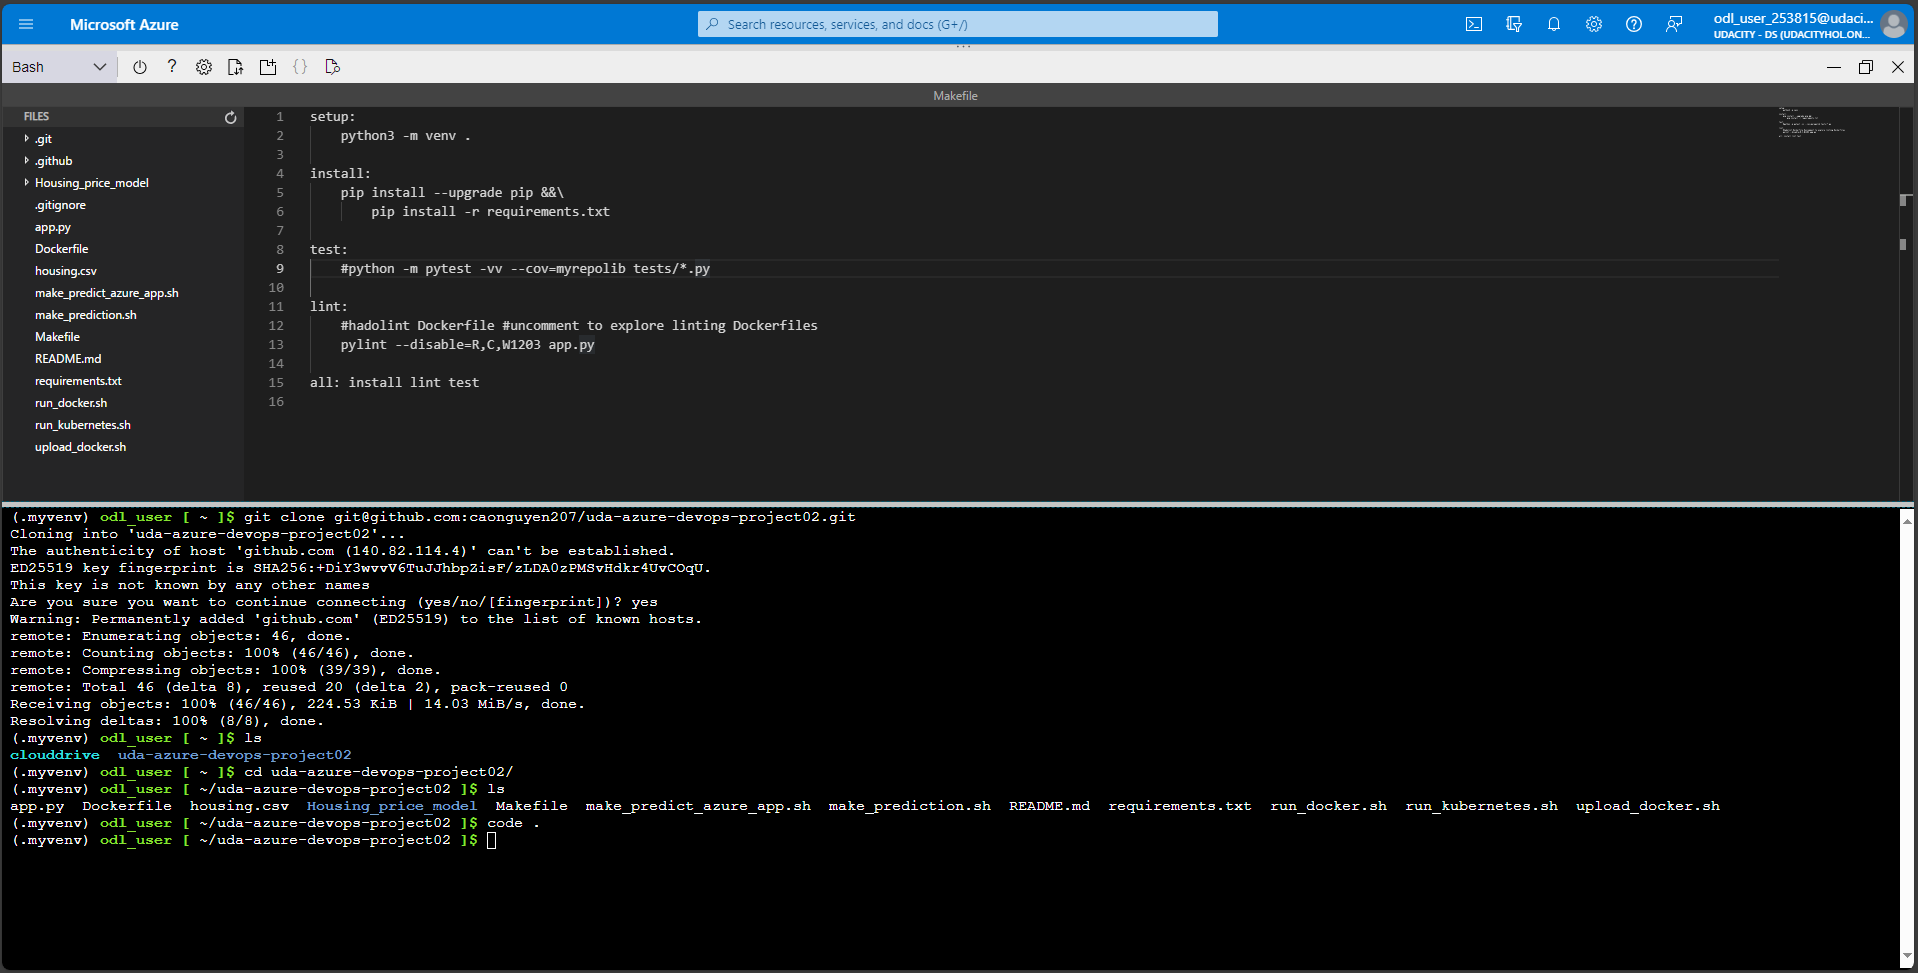 Microsoft Azure
Search resources, services, and docs (G+/)
odl_user_253815@udaci...
UDACITY - DS (UDACITYHOL.ON...
Bash
Makefile
FILES
.git
.github
Housing_price_model
.gitignore
app.py
Dockerfile
housing.csv
make_predict_azure_app.sh
make_prediction.sh
Makefile
README.md
requirements.txt
run_docker.sh
run_kubernetes.sh
upload_docker.sh
1 setup:
2 python3 -m venv .
3
4 install:
5 pip install --upgrade pip &&\
6 pip install -r requirements.txt
7
8 test:
9 #python -m pytest -vv --cov=myrepolib tests/*.py
10
11 lint:
12 #hadolint Dockerfile #uncomment to explore linting Dockerfiles
13 pylint --disable=R,C,W1203 app.py
14
15 all: install lint test
16
(.myvenv) odl_user [ ~ ]$ git clone git@github.com:caonguyen207/uda-azure-devops-project02.git
Cloning into 'uda-azure-devops-project02'...
The authenticity of host 'github.com (140.82.114.4)' can't be established.
ED25519 key fingerprint is SHA256:+DiY3wvvV6TuJJhbpZisF/zLDA0zPMSvHdkr4UvCOqU.
This key is not known by any other names
Are you sure you want to continue connecting (yes/no/[fingerprint])? yes
Warning: Permanently added 'github.com' (ED25519) to the list of known hosts.
remote: Enumerating objects: 46, done.
remote: Counting objects: 100% (46/46), done.
remote: Compressing objects: 100% (39/39), done.
remote: Total 46 (delta 8), reused 20 (delta 2), pack-reused 0
Receiving objects: 100% (46/46), 224.53 KiB | 14.03 MiB/s, done.
Resolving deltas: 100% (8/8), done.
(.myvenv) odl_user [ ~ ]$ ls
clouddrive uda-azure-devops-project02
(.myvenv) odl_user [ ~ ]$ cd uda-azure-devops-project02/
(.myvenv) odl_user [ ~/uda-azure-devops-project02 ]$ ls
app.py Dockerfile housing.csv Housing_price_model Makefile make_predict_azure_app.sh make_prediction.sh README.md requirements.txt run_docker.sh run_kubernetes.sh upload_docker.sh
(.myvenv) odl_user [ ~/uda-azure-devops-project02 ]$ code .
(.myvenv) odl_user [ ~/uda-azure-devops-project02 ]$